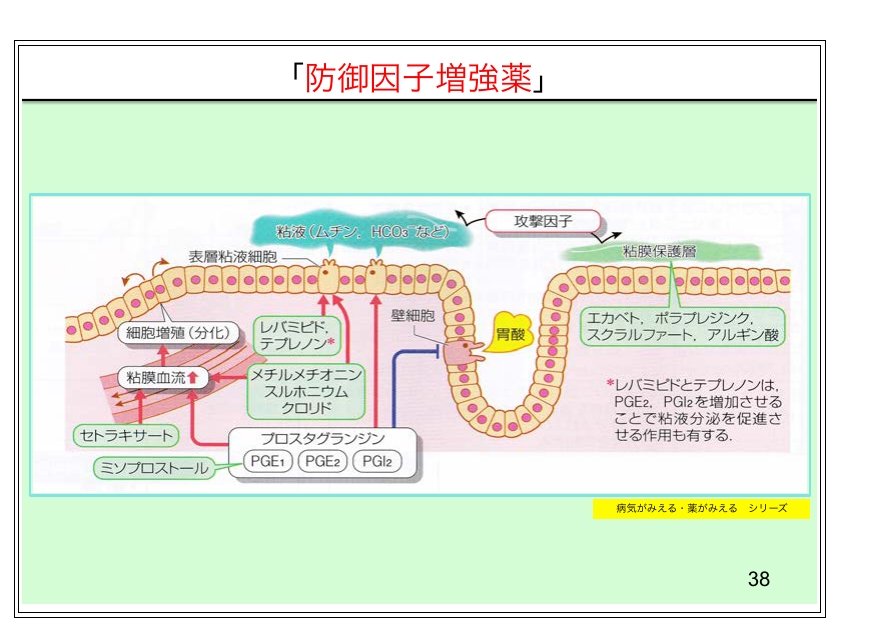 「防御因子増強薬」
粘液(ムチン, HCO₃⁻など)
攻撃因子
粘膜保護層
表層粘液細胞
細胞増殖(分化)
レバミピド,
テプレノン*
壁細胞
胃酸
エカベト, ポラプレジンク,
スクラルファート, アルギン酸
粘膜血流
メチルメチオニン
スルホニウム
クロリド
*レバミピドとテプレノンは,
PGE₂, PGI₂を増加させる
ことで粘液分泌を促進さ
せる作用も有する.
セトラキサート
プロスタグランジン
ミソプロストール
PGE₁ PGE₂ PGI₂
病気がみえる・薬がみえる シリーズ
38